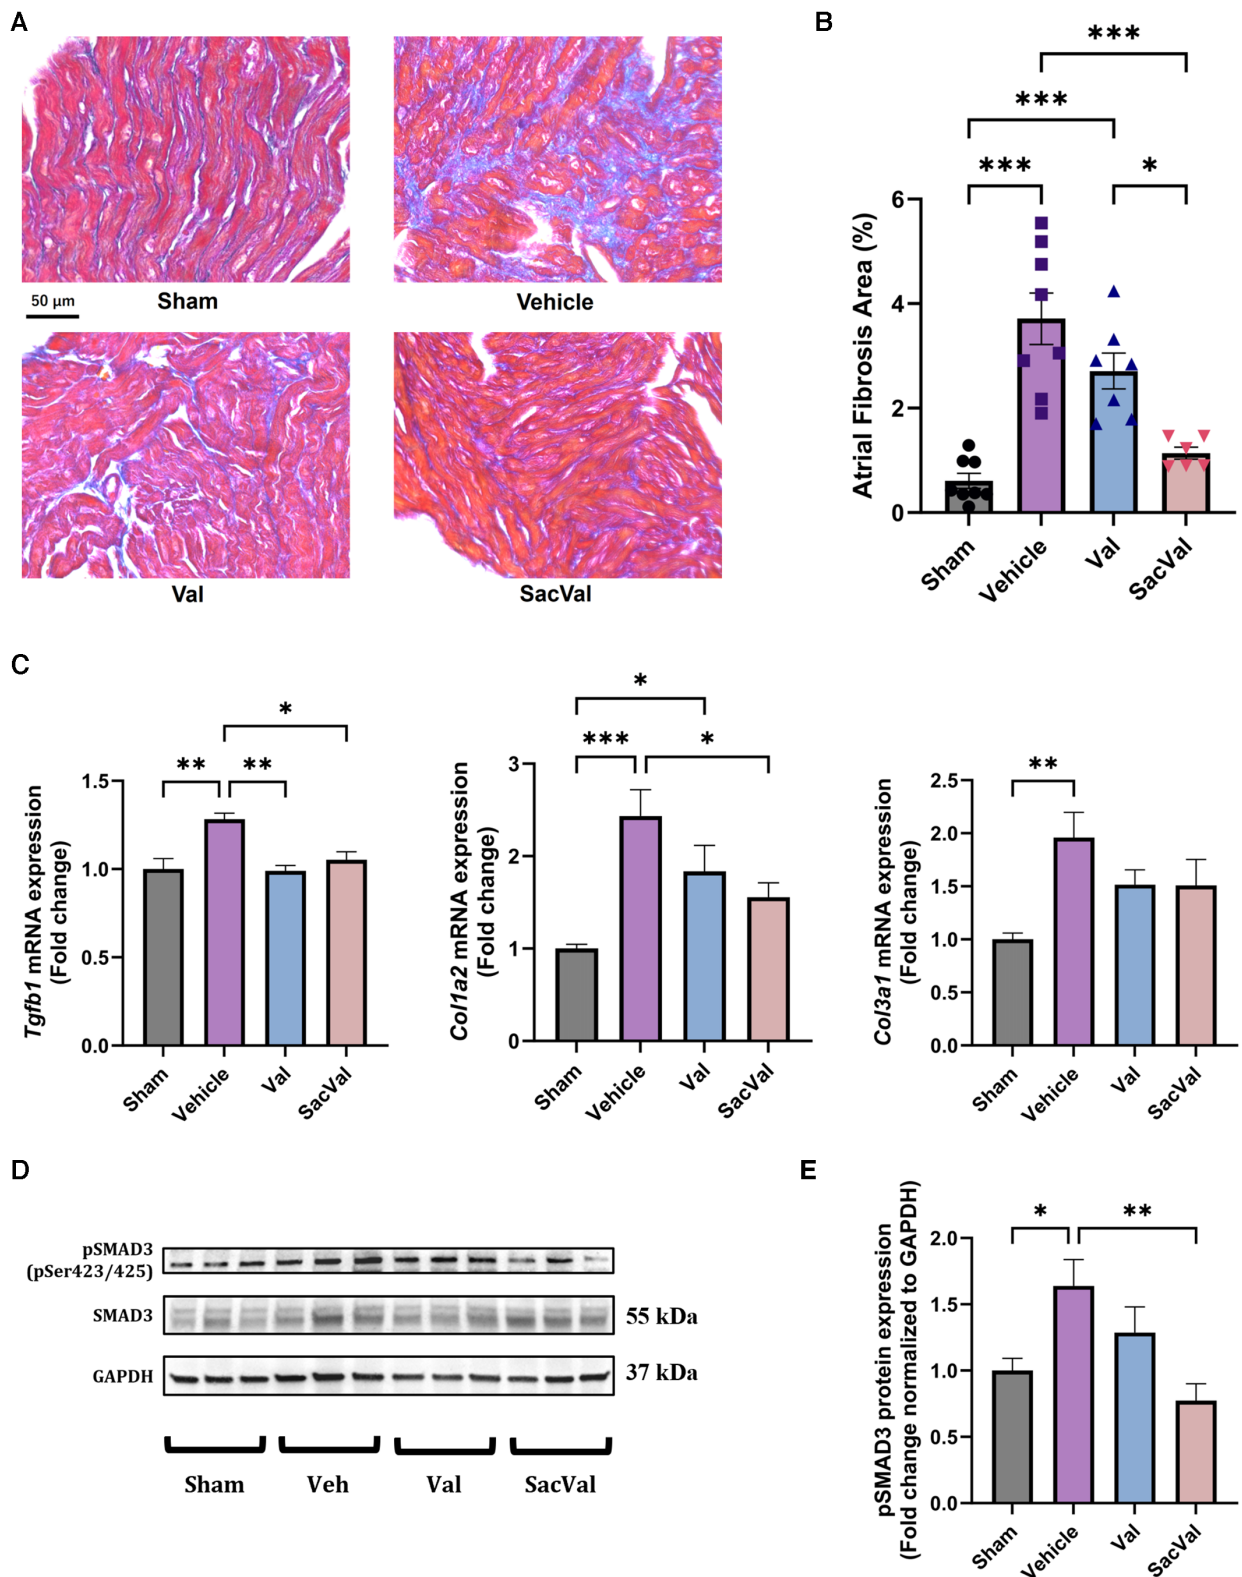 A
Sham
Vehicle
50 µm
Val
SacVal
B
***
***
***
*
Atrial Fibrosis Area (%)
6
4
2
0
Sham
Vehicle
Val
SacVal
C
*
**
**
Tgfb1 mRNA expression
(Fold change)
1.5
1.0
0.5
0.0
Sham
Vehicle
Val
SacVal
*
***
*
Col1a2 mRNA expression
(Fold change)
3
2
1
0
Sham
Vehicle
Val
SacVal
**
Col3a1 mRNA expression
(Fold change)
2.5
2.0
1.5
1.0
0.5
0.0
Sham
Vehicle
Val
SacVal
D
pSMAD3
(pSer423/425)
SMAD3
55 kDa
GAPDH
37 kDa
Sham
Veh
Val
SacVal
E
*
**
pSMAD3 protein expression
(Fold change normalized to GAPDH)
2.0
1.5
1.0
0.5
0.0
Sham
Vehicle
Val
SacVal